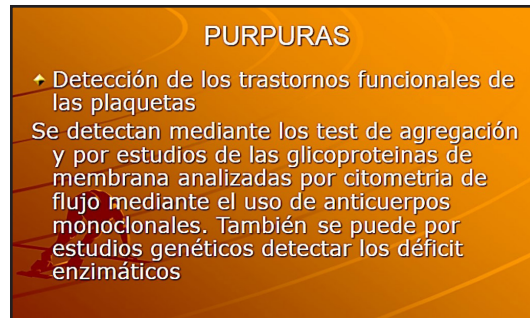 PURPURAS
Detección de los trastornos funcionales de
las plaquetas
Se detectan mediante los test de agregación
y por estudios de las glicoproteinas de
membrana analizadas por citometria de
flujo mediante el uso de anticuerpos
monoclonales. También se puede por
estudios genéticos detectar los déficit
enzimáticos